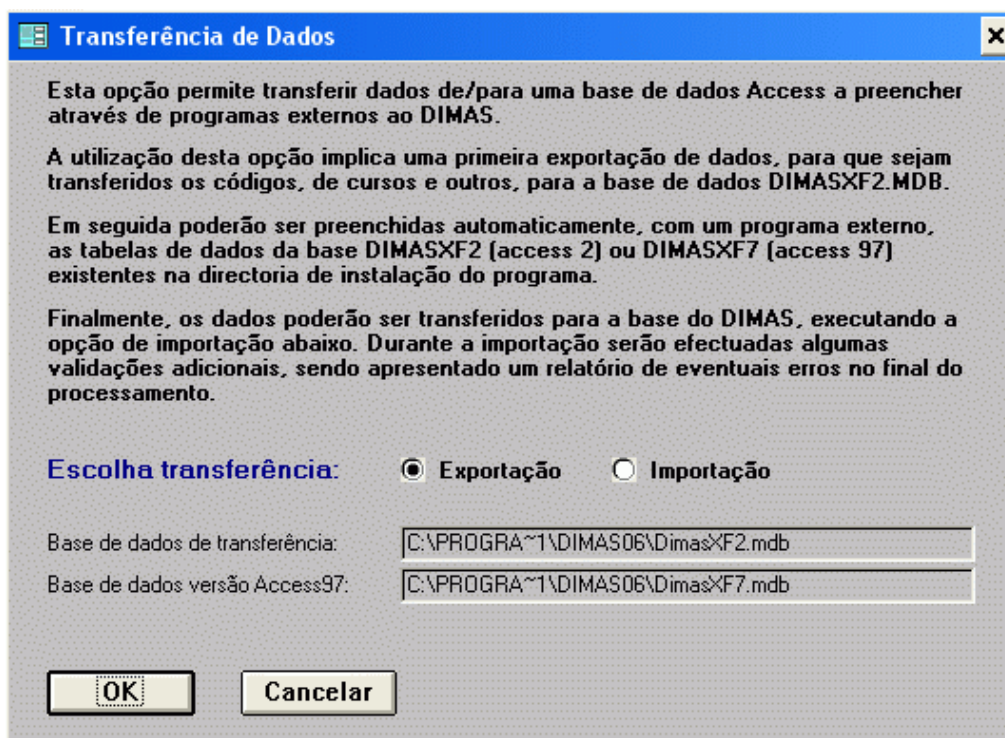 Transferência de Dados
Esta opção permite transferir dados de/para uma base de dados Access a preencher
através de programas externos ao DIMAS.
A utilização desta opção implica uma primeira exportação de dados, para que sejam
transferidos os códigos, de cursos e outros, para a base de dados DIMASXF2.MDB.
Em seguida poderão ser preenchidas automaticamente, com um programa externo,
as tabelas de dados da base DIMASXF2 (access 2) ou DIMASXF7 (access 97)
existentes na directoria de instalação do programa.
Finalmente, os dados poderão ser transferidos para a base do DIMAS, executando a
opção de importação abaixo. Durante a importação serão efectuadas algumas
validações adicionais, sendo apresentado um relatório de eventuais erros no final do
processamento.
Escolha transferência: Exportação Importação
Base de dados de transferência: C:\PROGRA~1\DIMAS06\DimasXF2.mdb
Base de dados versão Access97: C:\PROGRA~1\DIMAS06\DimasXF7.mdb
OK Cancelar